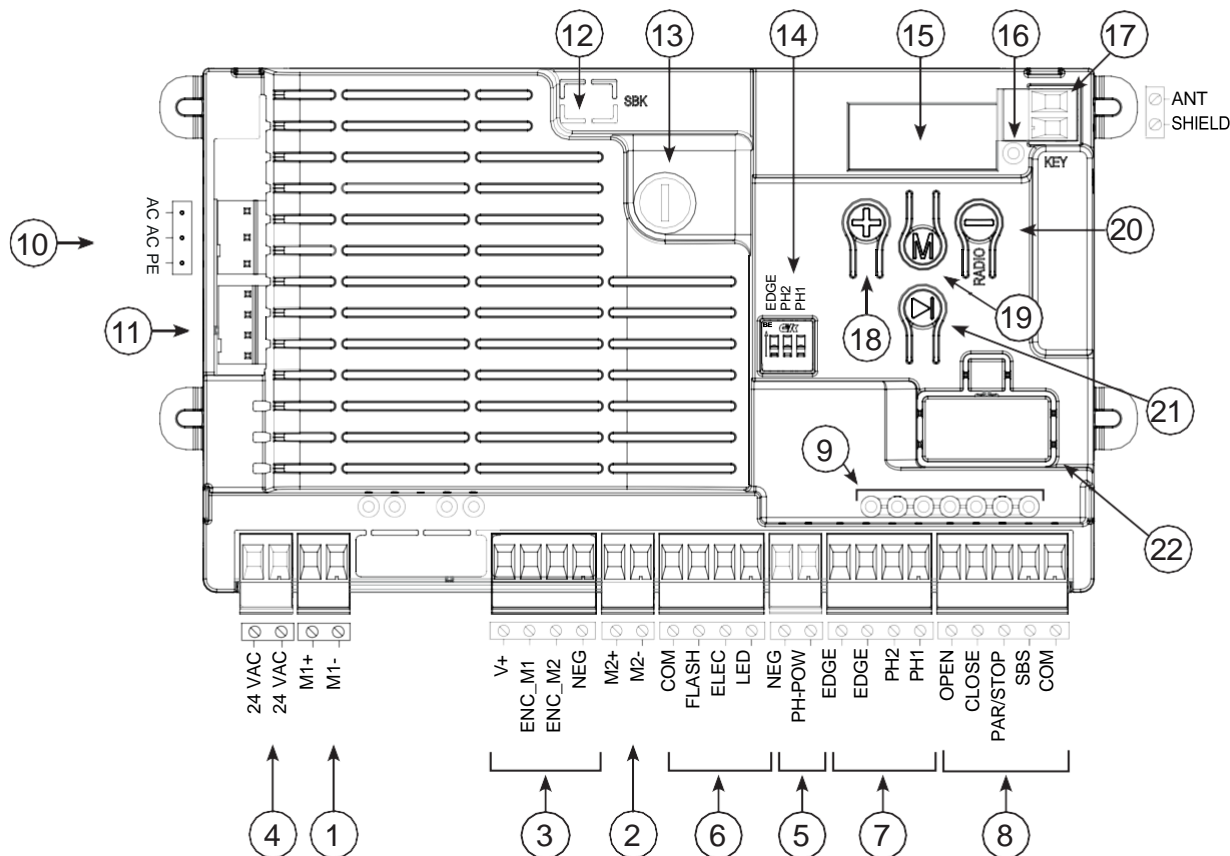 12
13
14
15
16
17
SBK
ANT
SHIELD
KEY
AC AC PE
10
RADIO
M
20
EDGE
PH2
PH1
11
18
19
21
9
22
24 VAC
24 VAC
M1+
M1-
V+
ENC_M1
ENC_M2
NEG
M2+
M2-
COM
FLASH
ELEC
LED
NEG
PH-POW
EDGE
EDGE
PH2
PH1
OPEN
CLOSE
PAR/STOP
SBS
COM
4
1
3
2
6
5
7
8